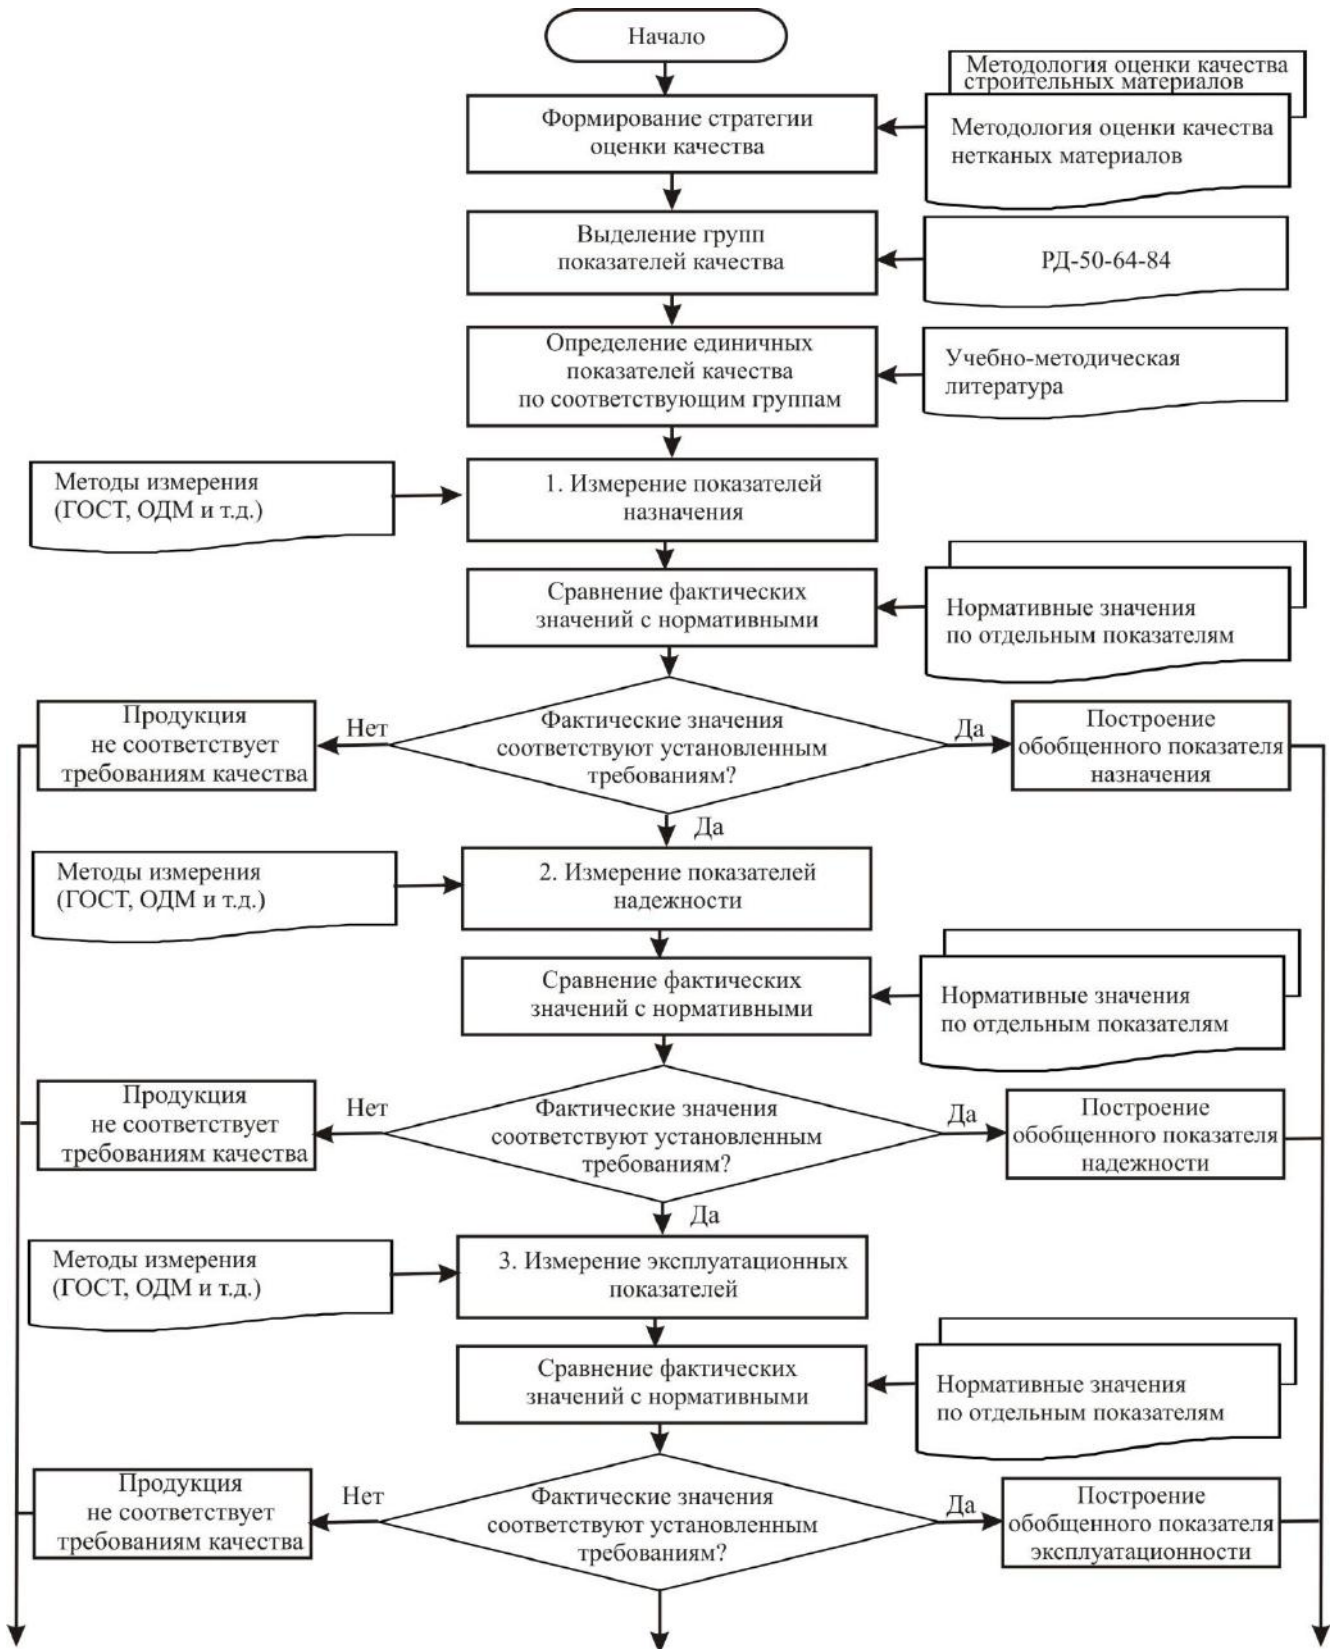 Начало
Методология оценки качества
строительных материалов
Формирование стратегии
оценки качества
Методология оценки качества
нетканых материалов
Выделение групп
показателей качества
РД-50-64-84
Определение единичных
показателей качества
по соответствующим группам
Учебно-методическая
литература
Методы измерения
(ГОСТ, ОДМ и т.д.)
1. Измерение показателей
назначения
Сравнение фактических
значений с нормативными
Нормативные значения
по отдельным показателям
Продукция
не соответствует
требованиям качества
Нет
Фактические значения
соответствуют установленным
требованиям?
Да
Построение
обобщенного показателя
назначения
Да
Методы измерения
(ГОСТ, ОДМ и т.д.)
2. Измерение показателей
надежности
Сравнение фактических
значений с нормативными
Нормативные значения
по отдельным показателям
Продукция
не соответствует
требованиям качества
Нет
Фактические значения
соответствуют установленным
требованиям?
Да
Построение
обобщенного показателя
надежности
Да
Методы измерения
(ГОСТ, ОДМ и т.д.)
3. Измерение эксплуатационных
показателей
Сравнение фактических
значений с нормативными
Нормативные значения
по отдельным показателям
Продукция
не соответствует
требованиям качества
Нет
Фактические значения
соответствуют установленным
требованиям?
Да
Построение
обобщенного показателя
эксплуатационности